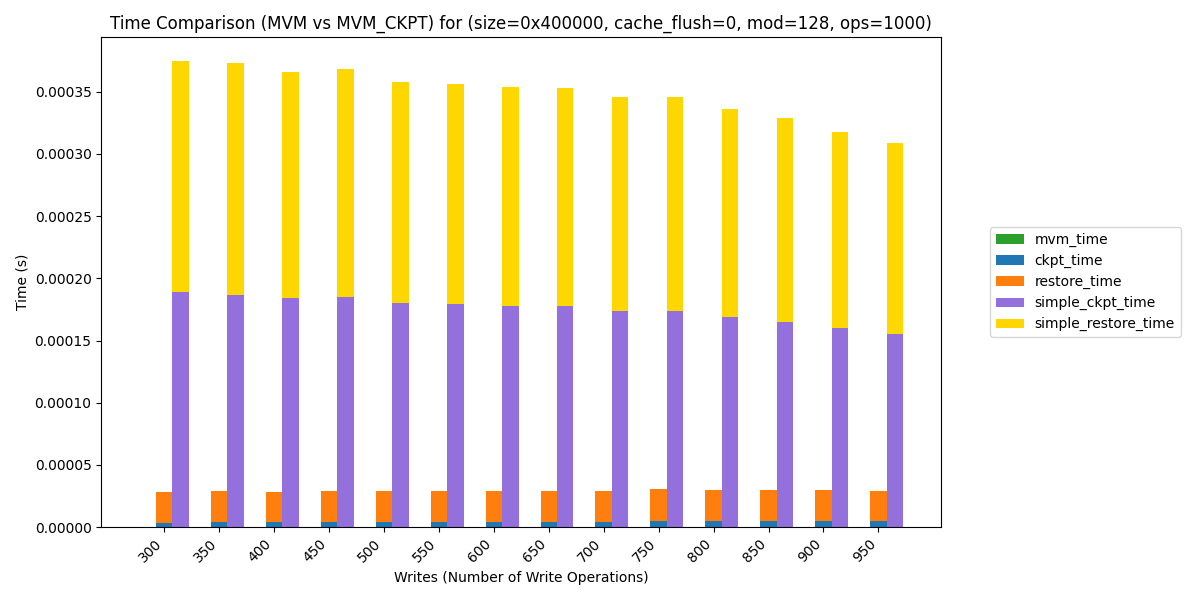 Time Comparison (MVM vs MVM_CKPT) for (size=0x400000, cache_flush=0, mod=128, ops=1000)
Time (s)
0.00035
0.00030
0.00025
0.00020
0.00015
0.00010
0.00005
0.00000
300 350 400 450 500 550 600 650 700 750 800 850 900 950
Writes (Number of Write Operations)
mvm_time
ckpt_time
restore_time
simple_ckpt_time
simple_restore_time